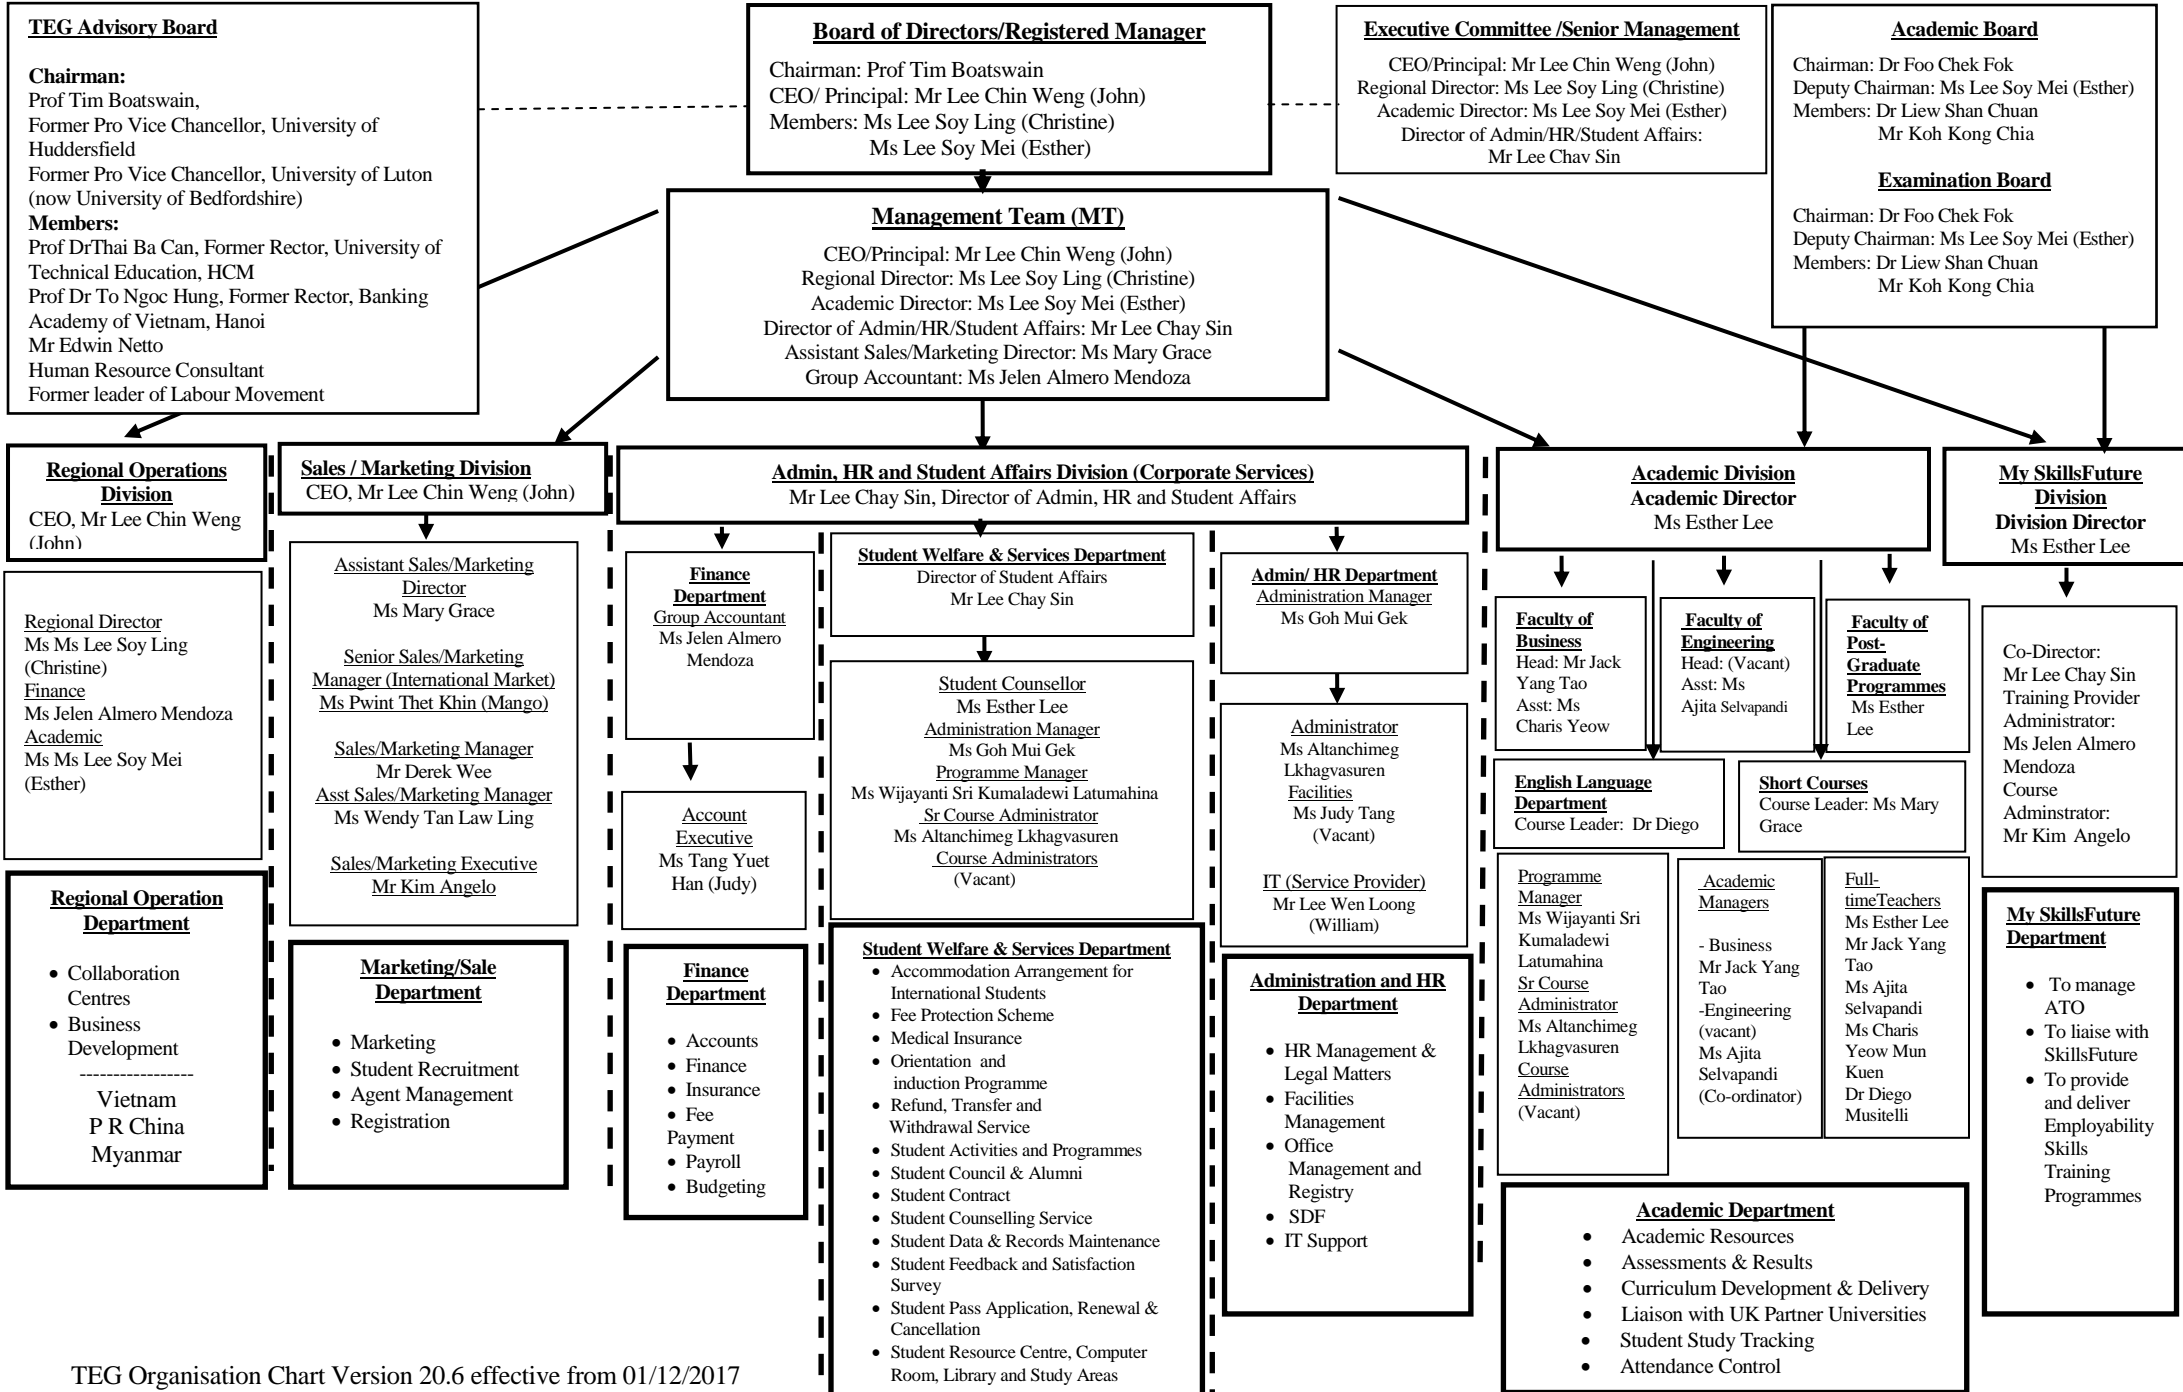 TEG Advisory Board
Chairman:
Prof Tim Boatswain,
Former Pro Vice Chancellor, University of
Huddersfield
Former Pro Vice Chancellor, University of Luton
(now University of Bedfordshire)
Members:
Prof DrThai Ba Can, Former Rector, University of
Technical Education, HCM
Prof Dr To Ngoc Hung, Former Rector, Banking
Academy of Vietnam, Hanoi
Mr Edwin Netto
Human Resource Consultant
Former leader of Labour Movement
Board of Directors/Registered Manager
Chairman: Prof Tim Boatswain
CEO/ Principal: Mr Lee Chin Weng (John)
Members: Ms Lee Soy Ling (Christine)
Ms Lee Soy Mei (Esther)
Executive Committee /Senior Management
CEO/Principal: Mr Lee Chin Weng (John)
Regional Director: Ms Lee Soy Ling (Christine)
Academic Director: Ms Lee Soy Mei (Esther)
Director of Admin/HR/Student Affairs:
Mr Lee Chay Sin
Academic Board
Chairman: Dr Foo Chek Fok
Deputy Chairman: Ms Lee Soy Mei (Esther)
Members: Dr Liew Shan Chuan
Mr Koh Kong Chia
Examination Board
Chairman: Dr Foo Chek Fok
Deputy Chairman: Ms Lee Soy Mei (Esther)
Members: Dr Liew Shan Chuan
Mr Koh Kong Chia
Management Team (MT)
CEO/Principal: Mr Lee Chin Weng (John)
Regional Director: Ms Lee Soy Ling (Christine)
Academic Director: Ms Lee Soy Mei (Esther)
Director of Admin/HR/Student Affairs: Mr Lee Chay Sin
Assistant Sales/Marketing Director: Ms Mary Grace
Group Accountant: Ms Jelen Almero Mendoza
Regional Operations
Division
CEO, Mr Lee Chin Weng
(John)
Regional Director
Ms Ms Lee Soy Ling
(Christine)
Finance
Ms Jelen Almero Mendoza
Academic
Ms Ms Lee Soy Mei
(Esther)
Regional Operation
Department
• Collaboration
Centres
• Business
Development
-----------------
Vietnam
P R China
Myanmar
Sales / Marketing Division
CEO, Mr Lee Chin Weng (John)
Assistant Sales/Marketing
Director
Ms Mary Grace
Senior Sales/Marketing
Manager (International Market)
Ms Pwint Thet Khin (Mango)
Sales/Marketing Manager
Mr Derek Wee
Asst Sales/Marketing Manager
Ms Wendy Tan Law Ling
Sales/Marketing Executive
Mr Kim Angelo
Marketing/Sale
Department
• Marketing
• Student Recruitment
• Agent Management
• Registration
Admin, HR and Student Affairs Division (Corporate Services)
Mr Lee Chay Sin, Director of Admin, HR and Student Affairs
Finance
Department
Group Accountant
Ms Jelen Almero
Mendoza
Account
Executive
Ms Tang Yuet
Han (Judy)
Finance
Department
• Accounts
• Finance
• Insurance
• Fee
Payment
• Payroll
• Budgeting
Student Welfare & Services Department
Director of Student Affairs
Mr Lee Chay Sin
Student Counsellor
Ms Esther Lee
Administration Manager
Ms Goh Mui Gek
Programme Manager
Ms Wijayanti Sri Kumaladewi Latumahina
Sr Course Administrator
Ms Altanchimeg Lkhagvasuren
Course Administrators
(Vacant)
Student Welfare & Services Department
• Accommodation Arrangement for
International Students
• Fee Protection Scheme
• Medical Insurance
• Orientation and
induction Programme
• Refund, Transfer and
Withdrawal Service
• Student Activities and Programmes
• Student Council & Alumni
• Student Contract
• Student Counselling Service
• Student Data & Records Maintenance
• Student Feedback and Satisfaction
Survey
• Student Pass Application, Renewal &
Cancellation
• Student Resource Centre, Computer
Room, Library and Study Areas
Admin/ HR Department
Administration Manager
Ms Goh Mui Gek
Administrator
Ms Altanchimeg
Lkhagvasuren
Facilities
Ms Judy Tang
(Vacant)
IT (Service Provider)
Mr Lee Wen Loong
(William)
Administration and HR
Department
• HR Management &
Legal Matters
• Facilities
Management
• Office
Management and
Registry
• SDF
• IT Support
Academic Division
Academic Director
Ms Esther Lee
Faculty of
Business
Head: Mr Jack
Yang Tao
Asst: Ms
Charis Yeow
Faculty of
Engineering
Head: (Vacant)
Asst: Ms
Ajita Selvapandi
Faculty of
Post-
Graduate
Programmes
Ms Esther
Lee
English Language
Department
Course Leader: Dr Diego
Short Courses
Course Leader: Ms Mary
Grace
Programme
Manager
Ms Wijayanti Sri
Kumaladewi
Latumahina
Sr Course
Administrator
Ms Altanchimeg
Lkhagvasuren
Course
Administrators
(Vacant)
Academic
Managers
- Business
Mr Jack Yang
Tao
-Engineering
(vacant)
Ms Ajita
Selvapandi
(Co-ordinator)
Full-
timeTeachers
Ms Esther Lee
Mr Jack Yang
Tao
Ms Ajita
Selvapandi
Ms Charis
Yeow Mun
Kuen
Dr Diego
Musitelli
Academic Department
• Academic Resources
• Assessments & Results
• Curriculum Development & Delivery
• Liaison with UK Partner Universities
• Student Study Tracking
• Attendance Control
My SkillsFuture
Division
Division Director
Ms Esther Lee
Co-Director:
Mr Lee Chay Sin
Training Provider
Administrator:
Ms Jelen Almero
Mendoza
Course
Adminstrator:
Mr Kim Angelo
My SkillsFuture
Department
• To manage
ATO
• To liaise with
SkillsFuture
• To provide
and deliver
Employability
Skills
Training
Programmes
TEG Organisation Chart Version 20.6 effective from 01/12/2017